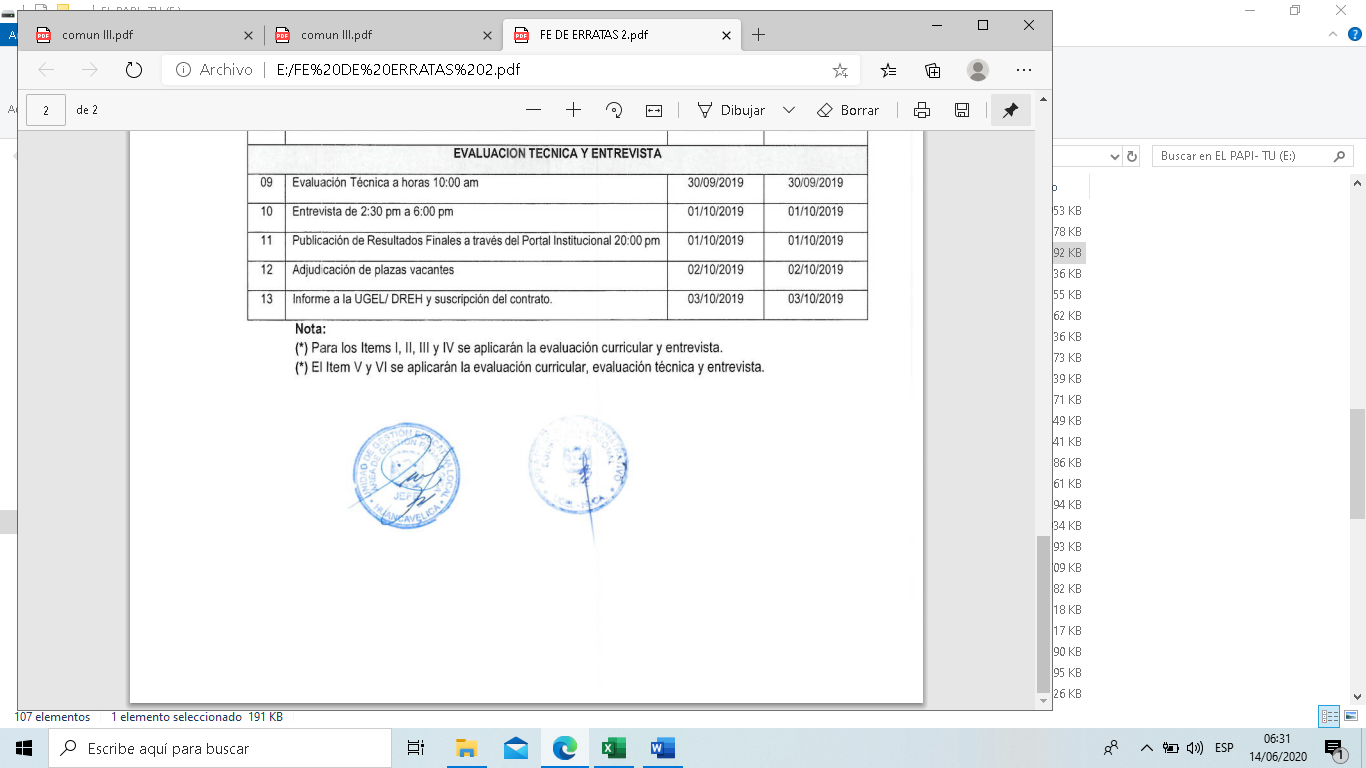 EL PAPI- TU (E:)
comun III.pdf
comun III.pdf
FE DE ERRATAS 2.pdf
Archivo
E:/FE%20DE%20ERRATAS%202.pdf
2
de 2
Dibujar
Borrar
Buscar en EL PAPI- TU (E:)
EVALUACION TECNICA Y ENTREVISTA
09 Evaluación Técnica a horas 10:00 am 30/09/2019 30/09/2019
10 Entrevista de 2:30 pm a 6:00 pm 01/10/2019 01/10/2019
11 Publicación de Resultados Finales a través del Portal Institucional 20:00 pm 01/10/2019 01/10/2019
12 Adjudicación de plazas vacantes 02/10/2019 02/10/2019
13 Informe a la UGEL/ DREH y suscripción del contrato. 03/10/2019 03/10/2019
Nota:
(*) Para los Items I, II, III y IV se aplicarán la evaluación curricular y entrevista.
(*) El Item V y VI se aplicarán la evaluación curricular, evaluación técnica y entrevista.
UNIDAD DE GESTIÓN EDUCATIVA LOCAL
HUANCAVELICA
53 KB
78 KB
92 KB
36 KB
55 KB
62 KB
36 KB
73 KB
39 KB
71 KB
49 KB
41 KB
86 KB
61 KB
94 KB
34 KB
93 KB
09 KB
82 KB
18 KB
17 KB
90 KB
95 KB
26 KB
107 elementos
1 elemento seleccionado 191 KB
Escribe aquí para buscar
ESP
06:31
14/06/2020
1